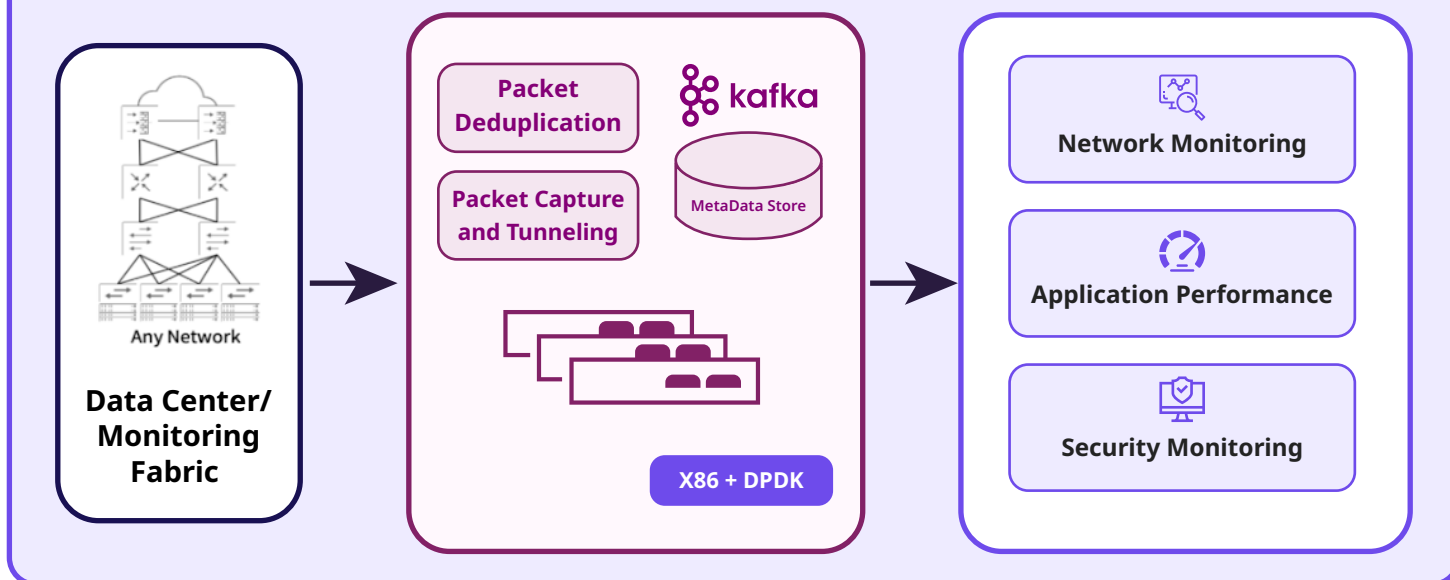 Any Network
Data Center/
Monitoring
Fabric
Packet
Deduplication
Packet Capture
and Tunneling
kafka
MetaData Store
X86 + DPDK
Network Monitoring
Application Performance
Security Monitoring